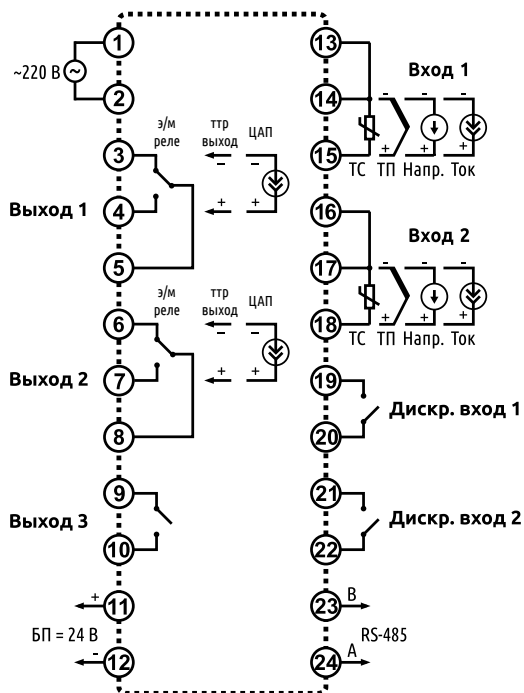 1
~220 В
2
э/м
реле
ттр
выход
ЦАП
3
−
−
Выход 1
4
+
+
5
э/м
реле
ттр
выход
ЦАП
6
−
−
Выход 2
7
+
+
8
9
Выход 3
10
11
+
БП = 24 В
12
-
13
Вход 1
14
-
-
-
15
+
+
+
ТС ТП Напр. Ток
16
Вход 2
17
-
-
-
18
+
+
+
ТС ТП Напр. Ток
19
Дискр. вход 1
20
21
Дискр. вход 2
22
23
B
RS-485
24
A